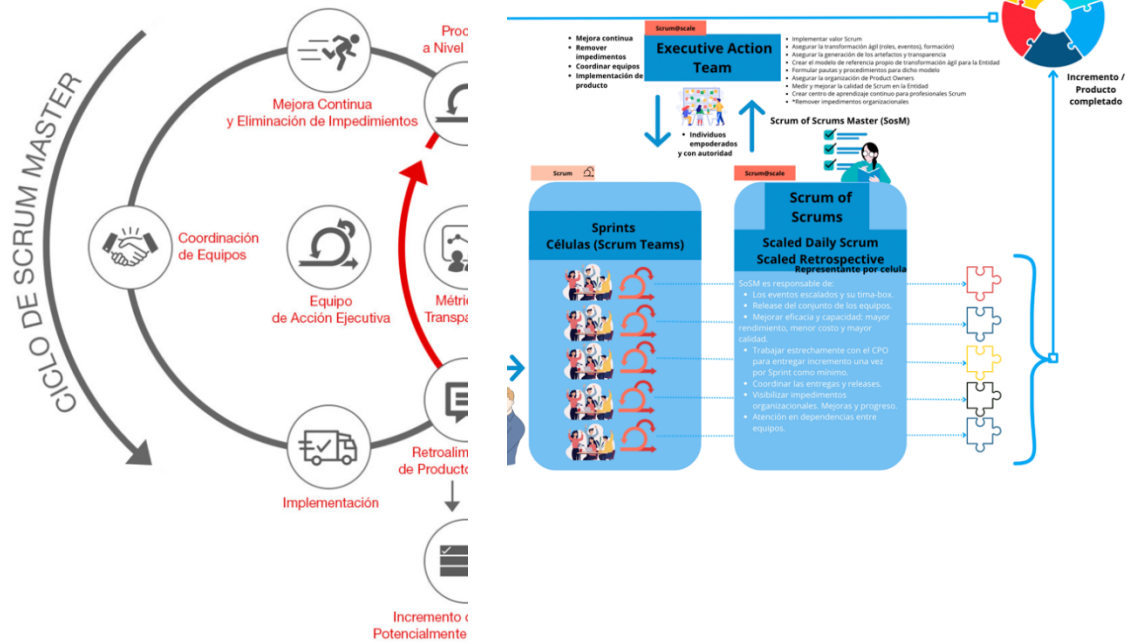 CICLO DE SCRUM MASTER
Proc
a Nivel
Mejora Continua
y Eliminación de Impedimientos
Coordinación
de Equipos
Equipo
de Acción Ejecutiva
Métric
Transpa
Retroalim
de Producto
Implementación
Incremento
Potencialmente
Scrum@scale
Executive Action
Team
• Mejora continua
• Remover
impedimentos
• Coordinar equipos
• Implementación de
producto
• Implementar valor Scrum
• Asegurar la transformación ágil (roles, eventos), formación)
• Asegurar la generación de los artefactos y transparencia
• Crear el modelo de referencia propio de transformación ágil para la Entidad
• Formular pautas y procedimientos para dicho modelo
• Asegurar la organización de Product Owners
• Medir y mejorar la calidad de Scrum en la Entidad
• Crear centro de aprendizaje continuo para profesionales Scrum
• *Remover impedimentos organizacionales
Incremento /
Producto
completado
• Individuos
empoderados
y con autoridad
Scrum of Scrums Master (SosM)
Scrum
Sprints
Células (Scrum Teams)
Scrum@scale
Scrum of
Scrums
Scaled Daily Scrum
Scaled Retrospective
Representante por celula
SoSM es responsable de:
• Los eventos escalados y su tima-box.
• Release del conjunto de los equipos.
• Mejorar eficacia y capacidad: mayor
rendimiento, menor costo y mayor
calidad.
• Trabajar estrechamente con el CPO
para entregar incremento una vez
por Sprint como mínimo.
• Coordinar las entregas y releases.
• Visibilizar impedimentos
organizacionales. Mejoras y progreso.
• Atención en dependencias entre
equipos.